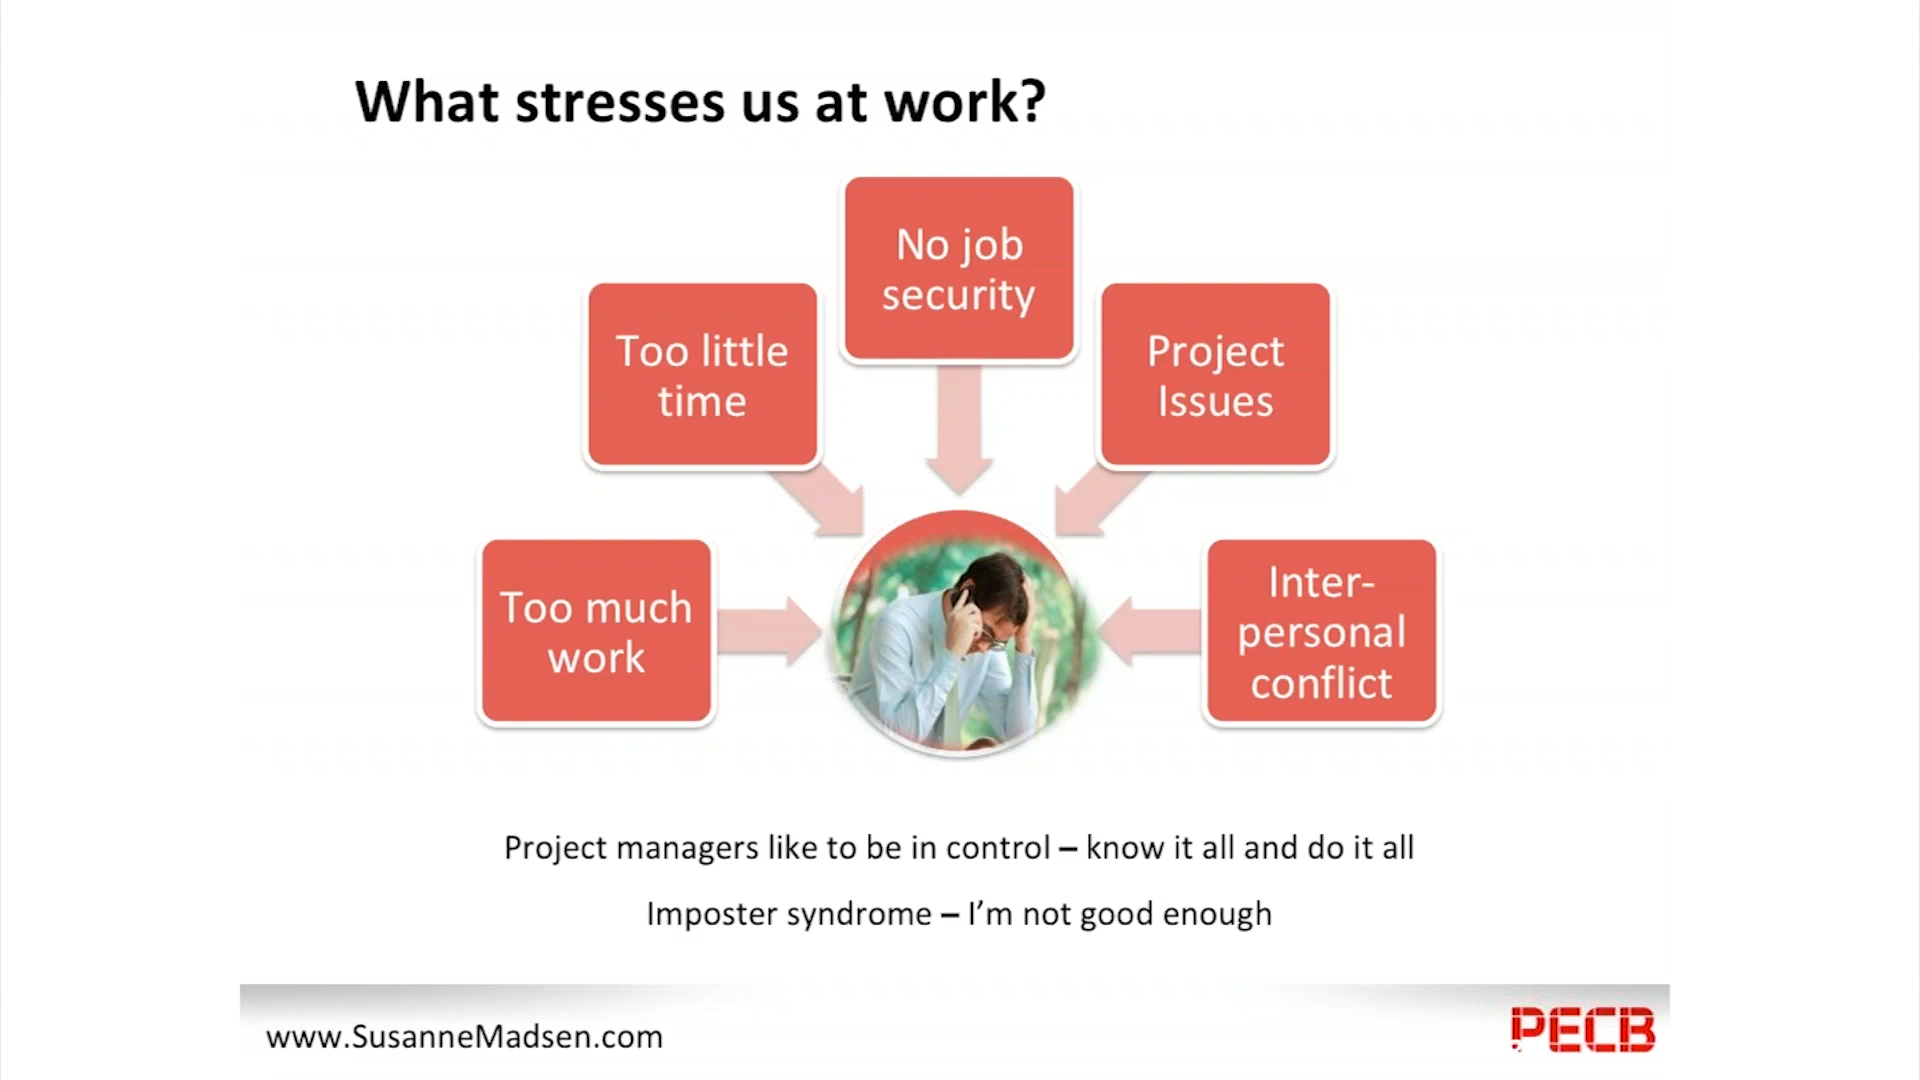 What stresses us at work?
No job
security
Too little
time
Project
Issues
Too much
work
Inter-
personal
conflict
Project managers like to be in control – know it all and do it all
Imposter syndrome – I’m not good enough
www.SusanneMadsen.com
PECB